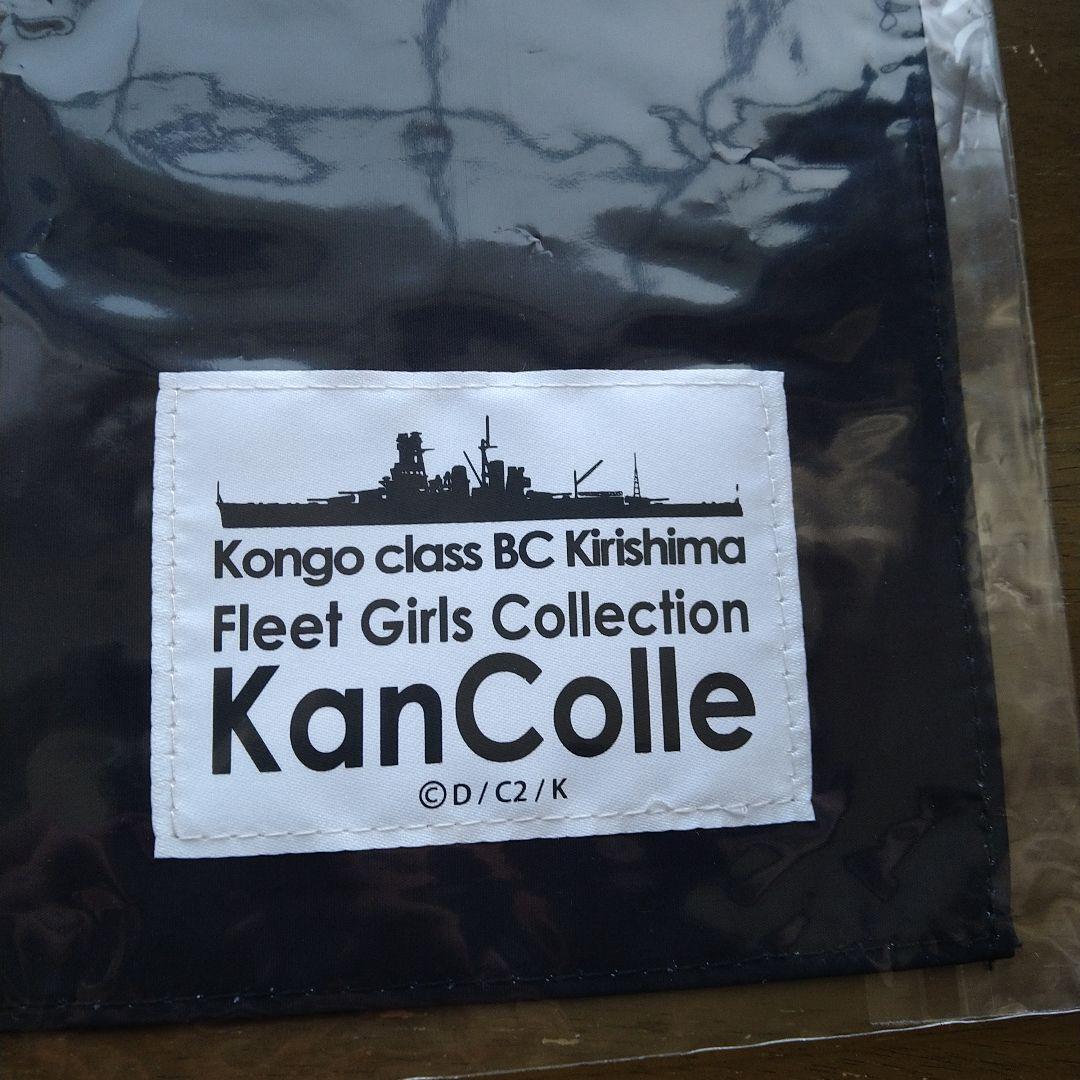 Kongo class BC Kirishima
Fleet Girls Collection
KanColle
©D / C2 / K